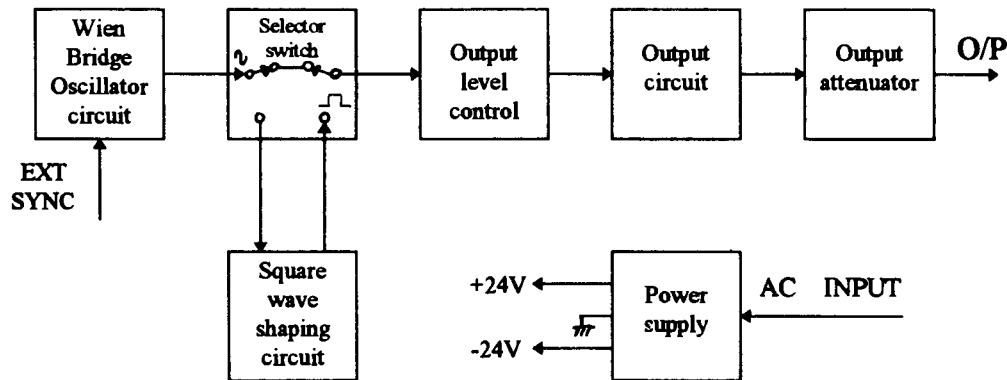 Wien
Bridge
Oscillator
circuit
EXT
SYNC
Selector
switch
Output
level
control
Output
circuit
Output
attenuator
O/P
Square
wave
shaping
circuit
+24V
-24V
Power
supply
AC INPUT